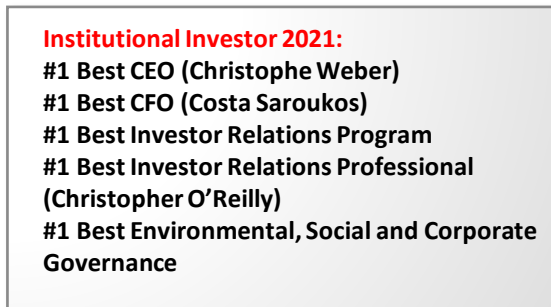 Institutional Investor 2021:
#1 Best CEO (Christophe Weber)
#1 Best CFO (Costa Saroukos)
#1 Best Investor Relations Program
#1 Best Investor Relations Professional
(Christopher O’Reilly)
#1 Best Environmental, Social and Corporate
Governance